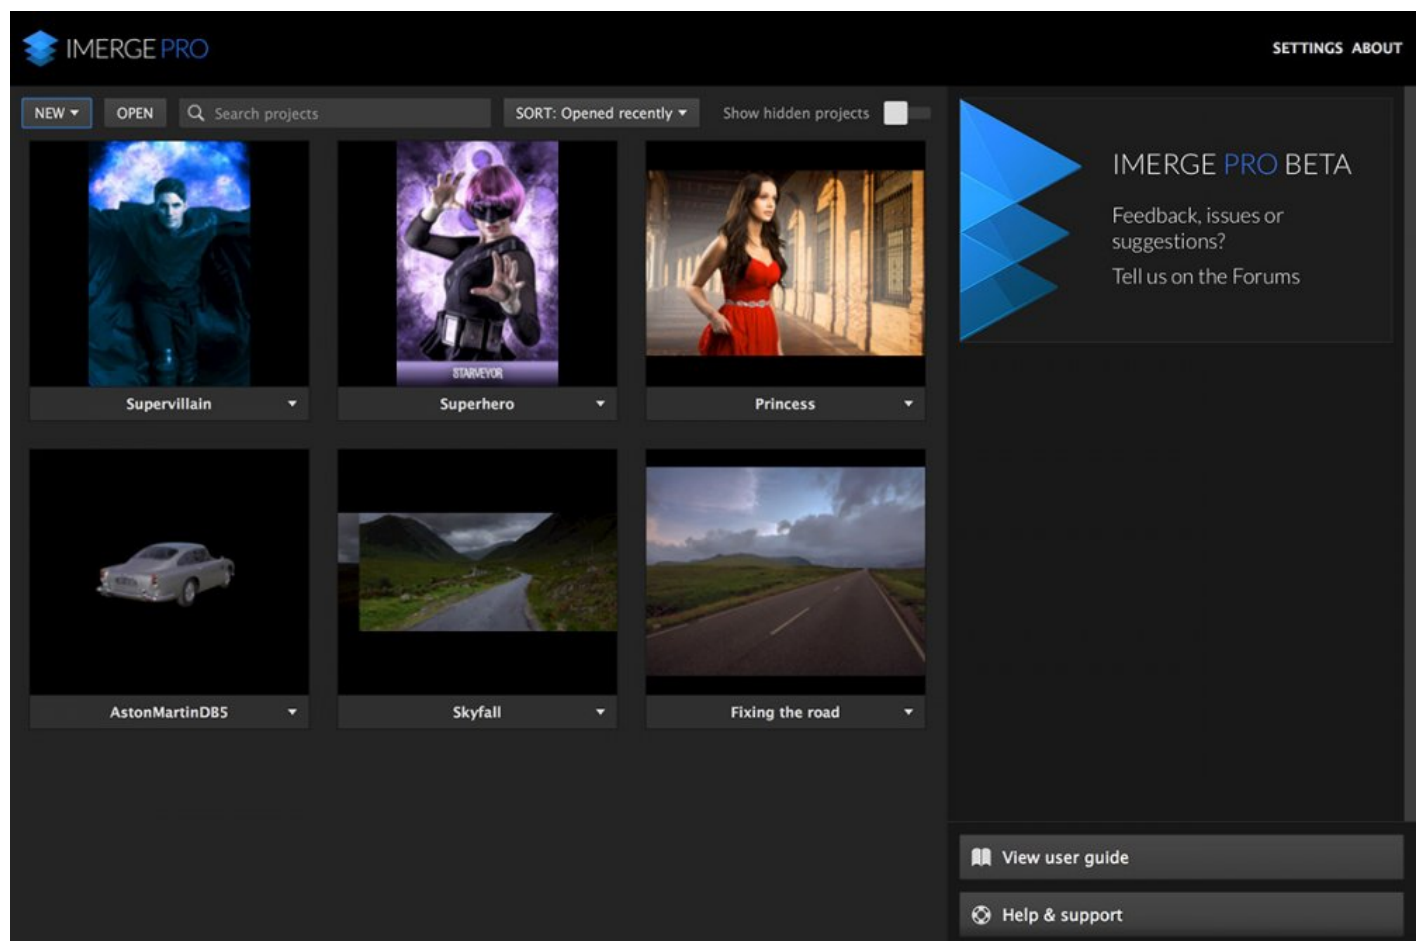 IMERGE PRO
SETTINGS ABOUT
NEW
OPEN
Search projects
SORT: Opened recently
Show hidden projects
STARVEYOR
Supervillain
Superhero
Princess
AstonMartinDB5
Skyfall
Fixing the road
IMERGE PRO BETA
Feedback, issues or
suggestions?
Tell us on the Forums
View user guide
Help & support